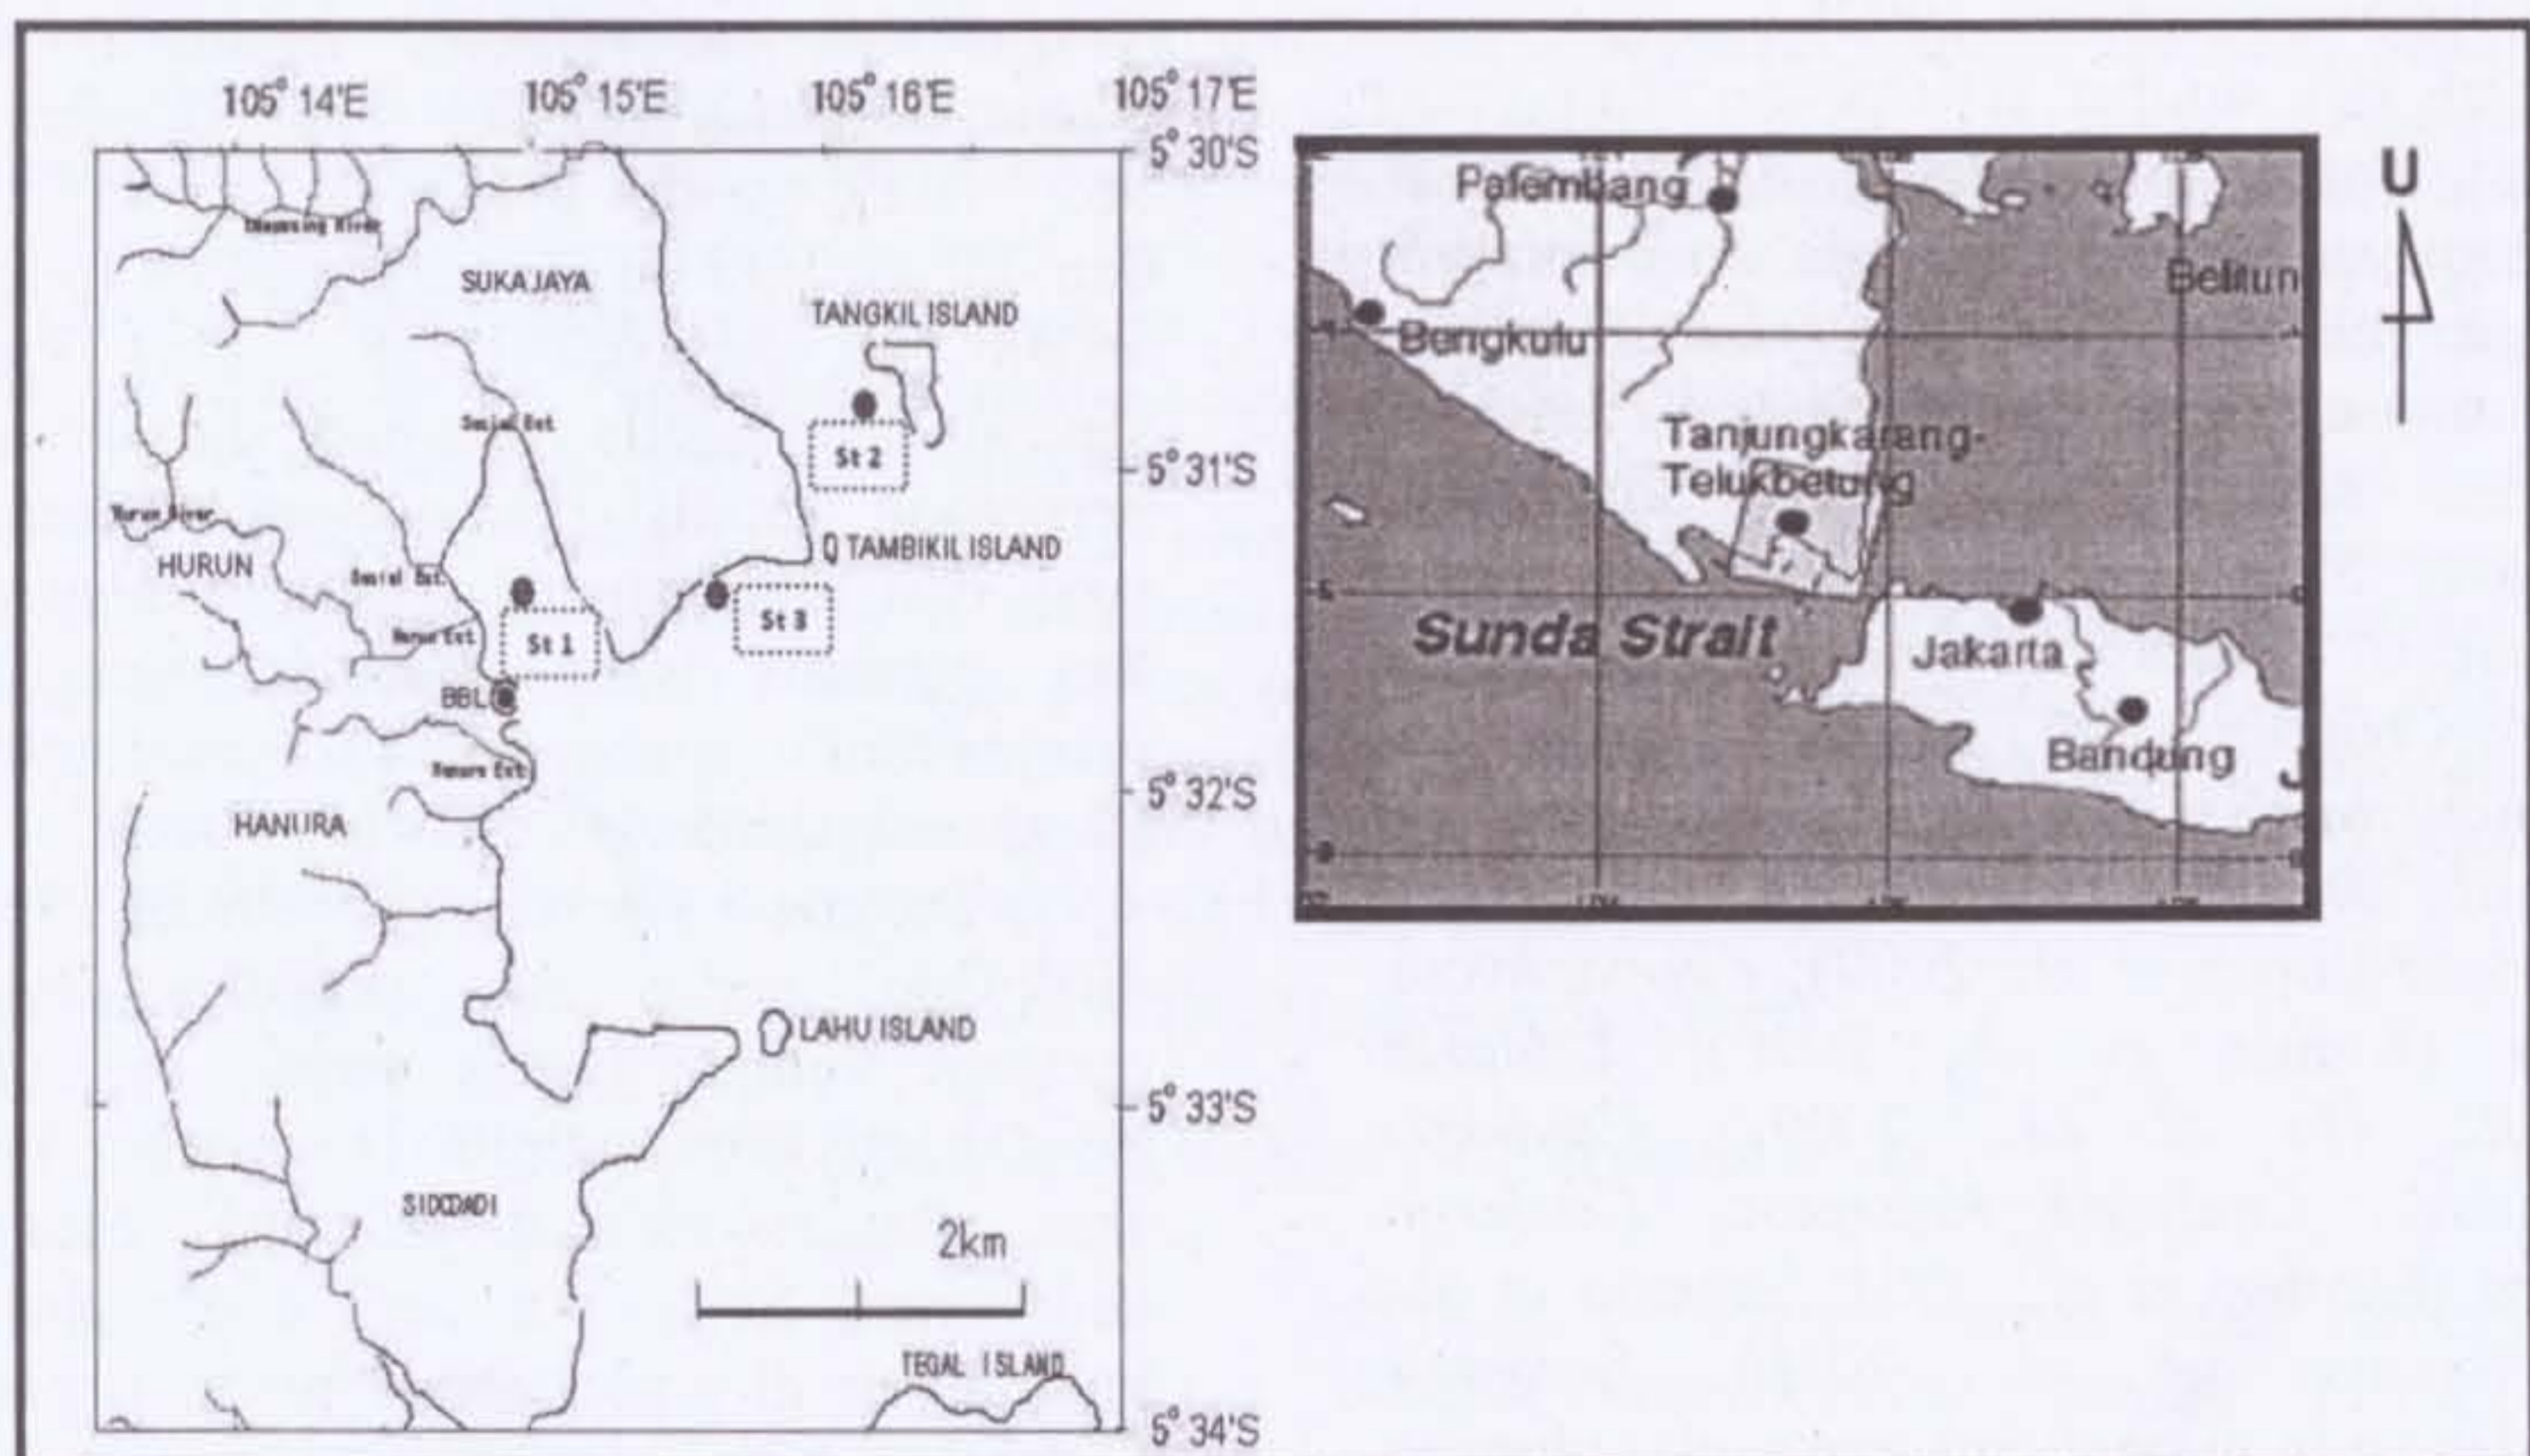 105° 14'E
105° 15'E
105° 16'E
105° 17'E
5° 30'S
SUKAJAYA
TANGKIL ISLAND
St 2
5° 31'S
River
HURUN
TAMBIKIL ISLAND
St 1
St 3
BBL
5° 32'S
HANURA
LAHU ISLAND
5° 33'S
SIDODADI
2km
TEGAL ISLAND
5° 34'S
Palembang
Belitun
Bengkulu
Tanjungkarang-
Telukbetung
Sunda Strait
Jakarta
Bandung
J
U